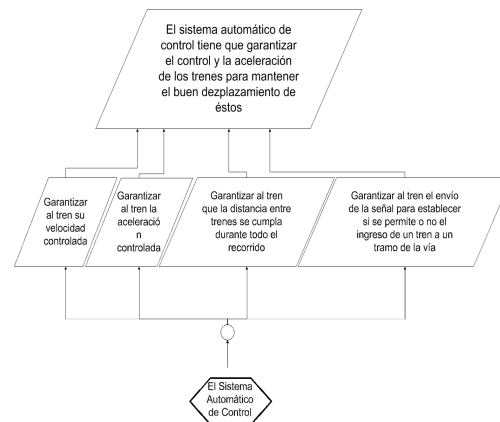 El sistema automático de
control tiene que garantizar
el control y la aceleración
de los trenes para mantener
el buen dezplazamiento de
éstos
Garantizar
al tren su
velocidad
controlada
Garantizar
al tren la
aceleració
n
controlada
Garantizar al tren
que la distancia entre
trenes se cumpla
durante todo el
recorrido
Garantizar al tren el envío
de la señal para establecer
si se permite o no el
ingreso de un tren a un
tramo de la vía
El Sistema
Automático
de Control